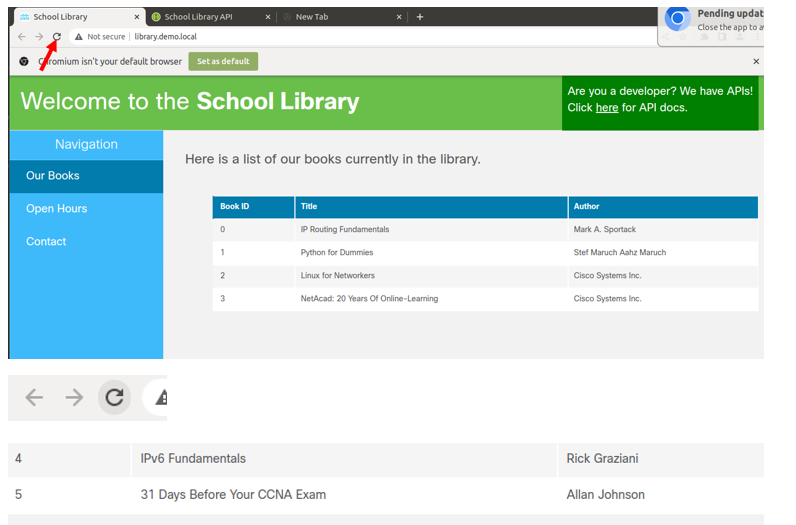 School Library
School Library API
New Tab
Pending updat
Not secure library.demo.local
Close the app to a
Chromium isn't your default browser Set as default
Welcome to the School Library
Are you a developer? We have APIs!
Click here for API docs.
Navigation
Our Books
Open Hours
Contact
Here is a list of our books currently in the library.
Book ID Title Author
0 IP Routing Fundamentals Mark A. Sportack
1 Python for Dummies Stef Maruch Aahz Maruch
2 Linux for Networkers Cisco Systems Inc.
3 NetAcad: 20 Years Of Online-Learning Cisco Systems Inc.
4 IPv6 Fundamentals Rick Graziani
5 31 Days Before Your CCNA Exam Allan Johnson